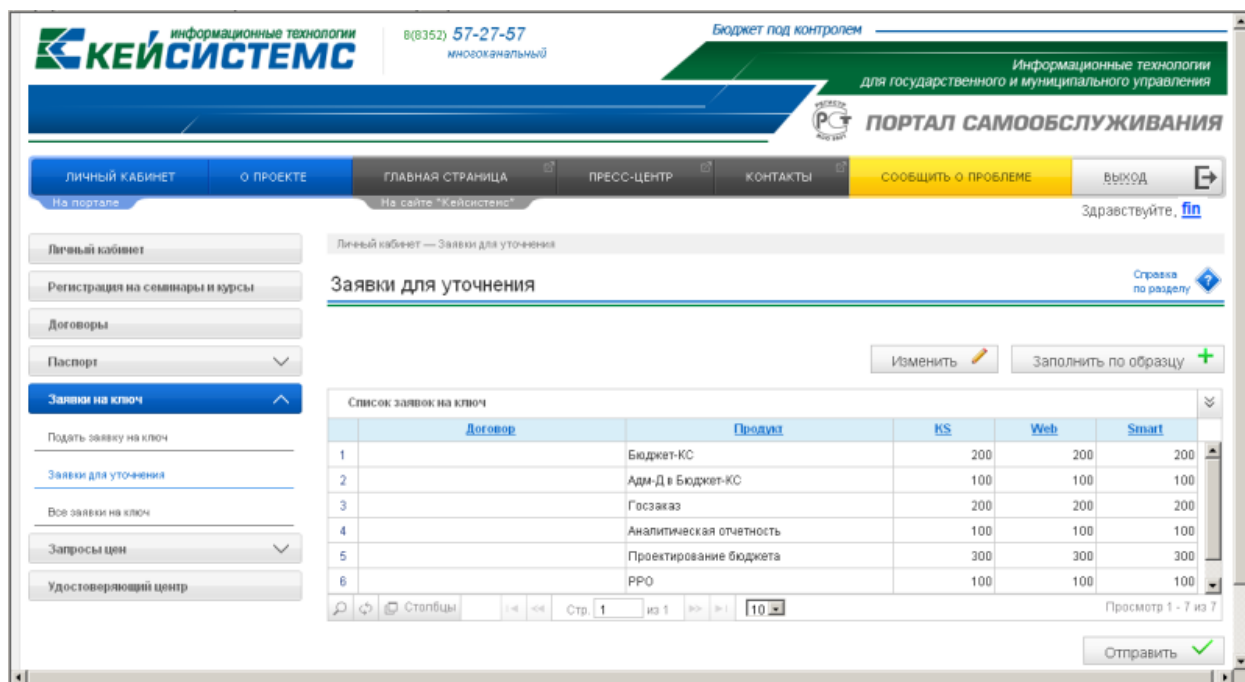 информационные технологии
КЕЙСИСТЕМС
8(8352) 57-27-57
многоканальный
Бюджет под контролем
Информационные технологии
для государственного и муниципального управления
РСТ
ПОРТАЛ САМООБСЛУЖИВАНИЯ
ЛИЧНЫЙ КАБИНЕТ О ПРОЕКТЕ ГЛАВНАЯ СТРАНИЦА ПРЕСС-ЦЕНТР КОНТАКТЫ СООБЩИТЬ О ПРОБЛЕМЕ ВЫХОД
На портале На сайте "Кейсистемс"
Здравствуйте, fin
Личный кабинет
Регистрация на семинары и курсы
Договоры
Паспорт
Заявки на ключ
Подать заявку на ключ
Заявки для уточнения
Все заявки на ключ
Запросы цен
Удостоверяющий центр
Личный кабинет — Заявки для уточнения
Заявки для уточнения
Справка
по разделу
Изменить Заполнить по образцу
Список заявок на ключ
Договор Продукт KS Web Smart
1 Бюджет-КС 200 200 200
2 Адм-Д в Бюджет-КС 100 100 100
3 Госзаказ 200 200 200
4 Аналитическая отчетность 100 100 100
5 Проектирование бюджета 300 300 300
6 РРО 100 100 100
Столбцы Стр. 1 из 1 10 Просмотр 1 - 7 из 7
Отправить